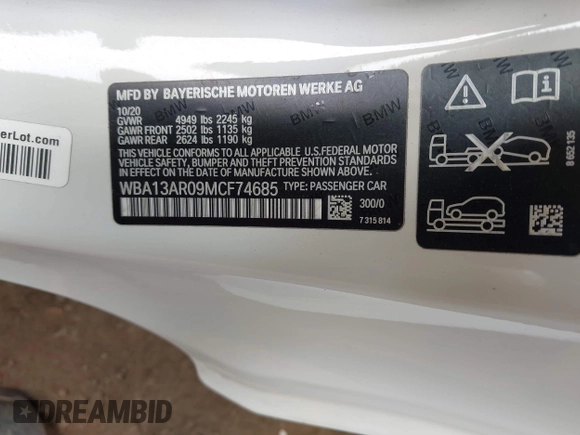 MFD BY BAYERISCHE MOTOREN WERKE AG
10/20
GVWR 4949 lbs 2245 kg
GAWR FRONT 2502 lbs 1135 kg
GAWR REAR 2624 lbs 1190 kg
THIS VEHICLE CONFORMS TO ALL APPLICABLE U.S.FEDERAL MOTOR
VEHICLE SAFETY, BUMPER, AND THEFT PREVENTION STANDARDS
IN EFFECT ON THE DATE OF MANUFACTURE SHOWN ABOVE.
WBA13AR09MCF74685 TYPE: PASSENGER CAR
300/0
7 315 814
BMW
BMW
8 652 135
erLot.com
DREAMBID